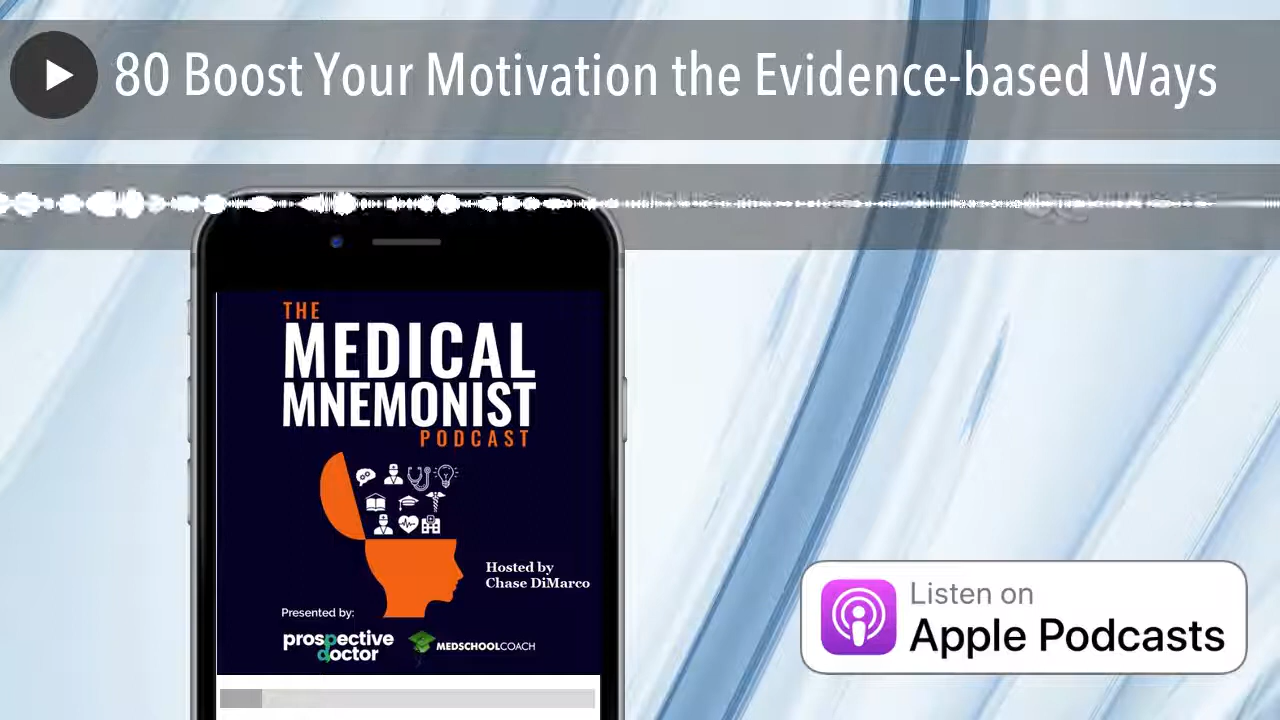 80 Boost Your Motivation the Evidence-based Ways
THE
MEDICAL
MNEMONIST
PODCAST
Hosted by
Chase DiMarco
Presented by:
prospective
doctor
MEDSCHOOLCOACH
Listen on
Apple Podcasts